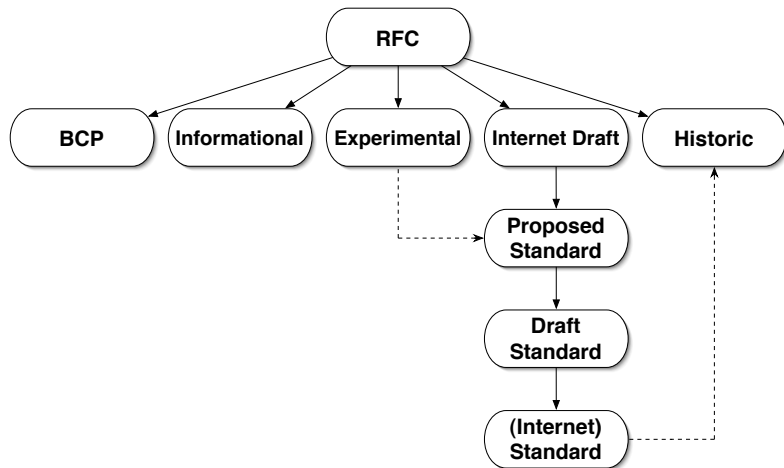 RFC
BCP
Informational
Experimental
Internet Draft
Historic
Proposed
Standard
Draft
Standard
(Internet)
Standard